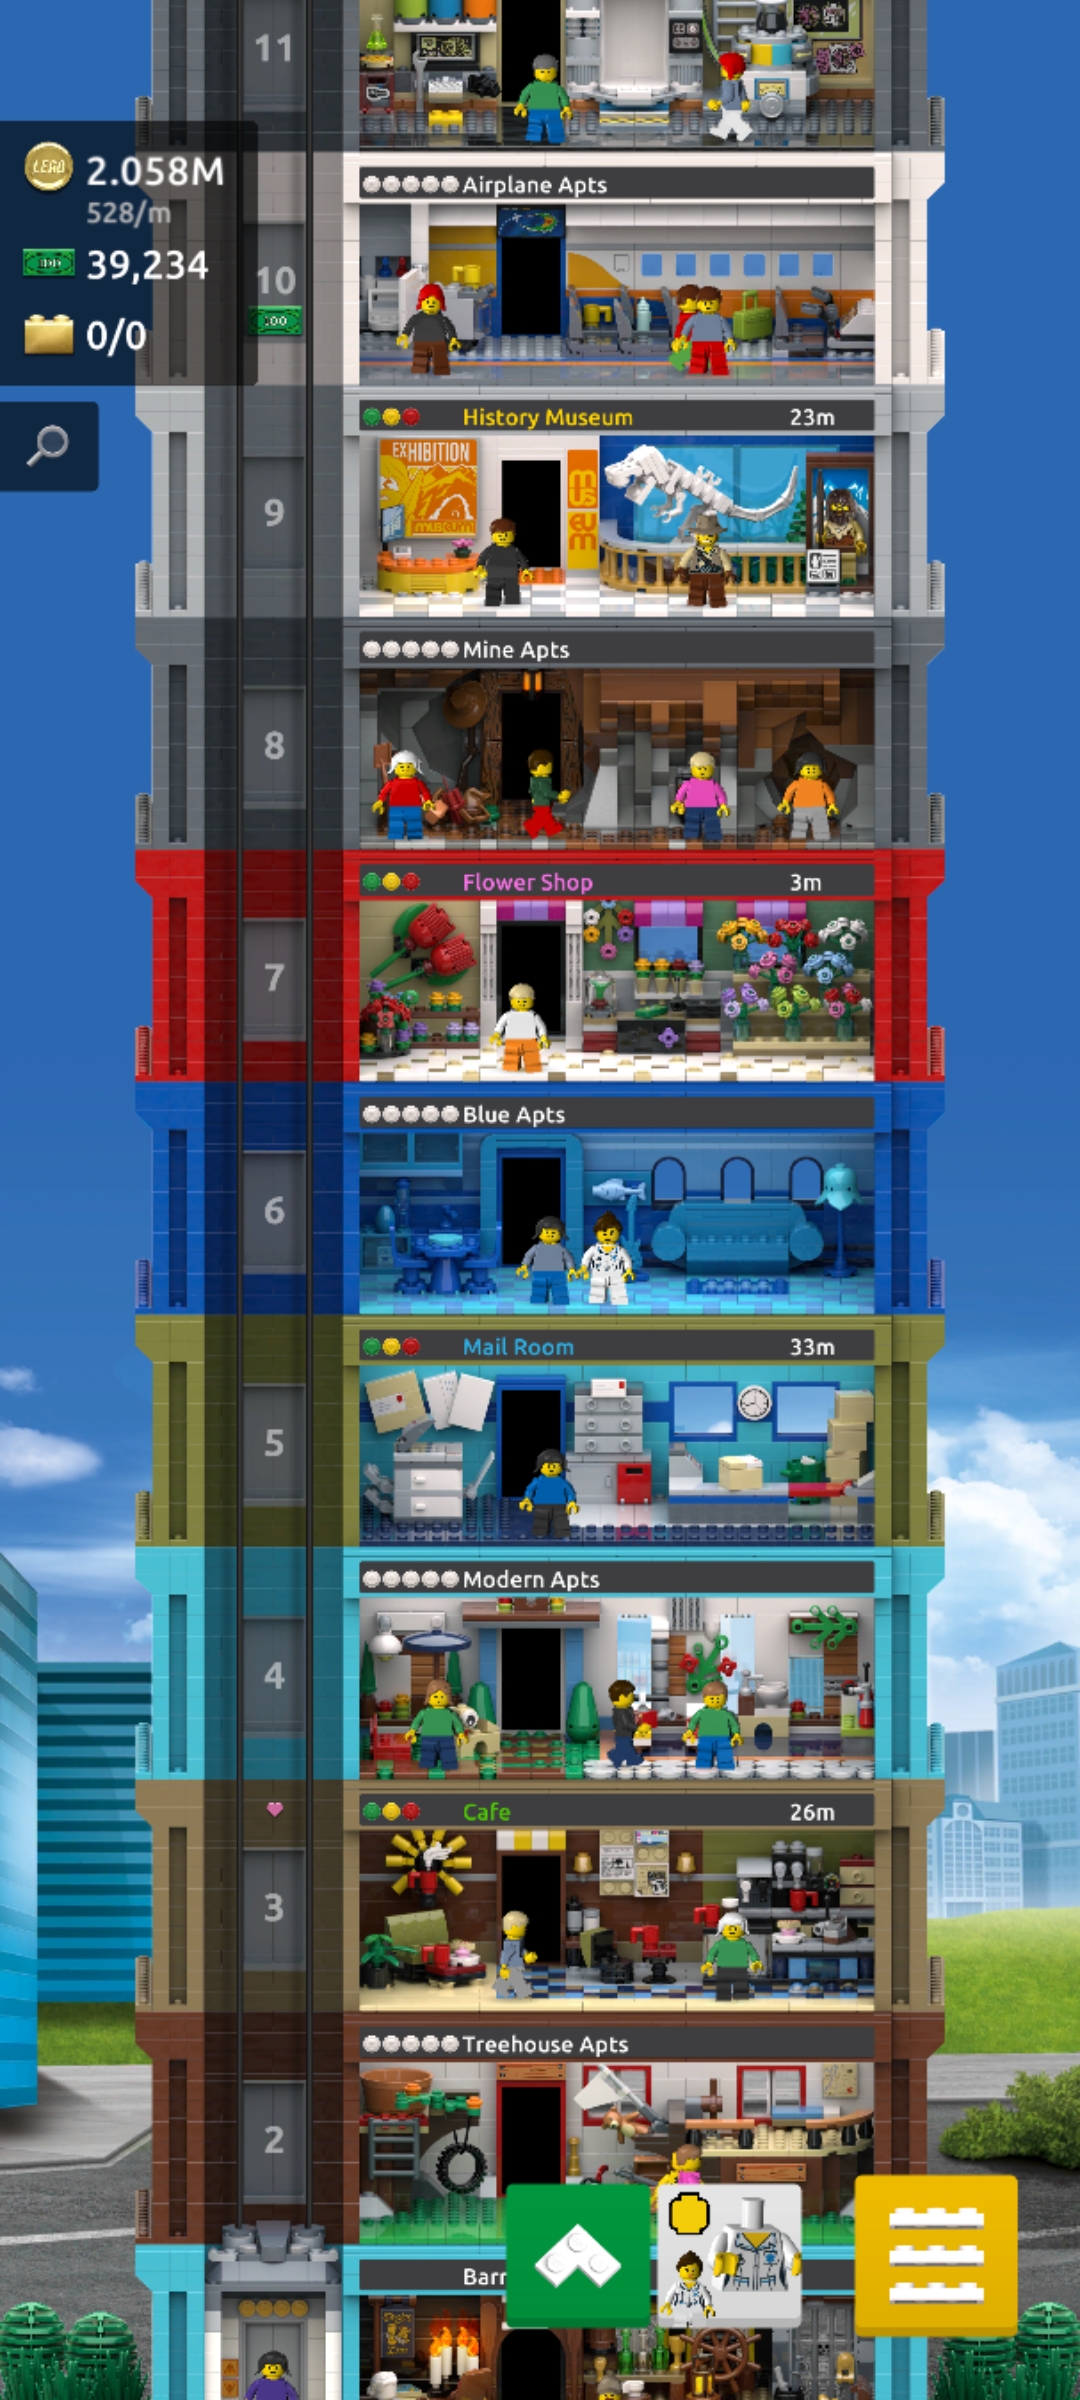 11
LEGO
2.058M
528/m
39,234
0/0
Airplane Apts
10
100
History Museum 23m
EXHIBITION
MUSEUM
MUSEUM
9
Mine Apts
8
Flower Shop 3m
7
Blue Apts
6
Mail Room 33m
5
Modern Apts
4
Cafe 26m
3
Treehouse Apts
2
Barr